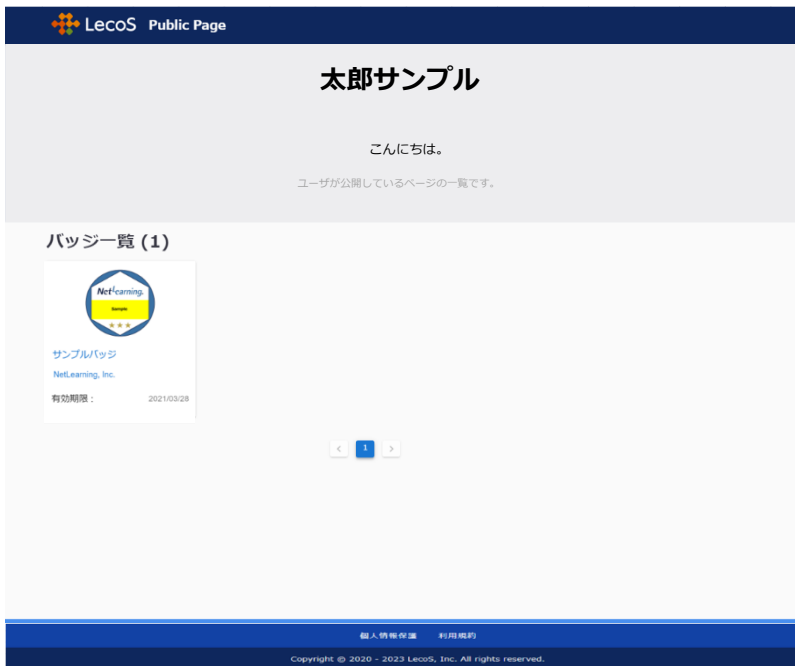 LecoS Public Page
太郎サンプル
こんにちは。
ユーザが公開しているページの一覧です。
バッジ一覧 (1)
NetLearning.
Sample
サンプルバッジ
NetLearning, Inc.
有効期限： 2021/03/28
< 1 >
個人情報保護 利用規約
Copyright © 2020 - 2023 LecoS, Inc. All rights reserved.